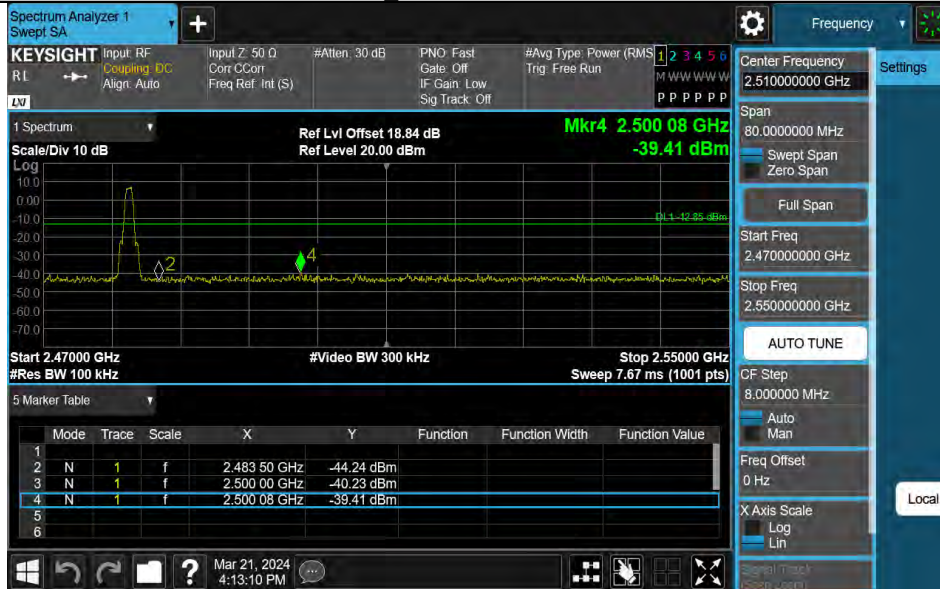 Spectrum Analyzer 1
Swept SA
+
Frequency
KEYSIGHT
RL
LXI
Input: RF
Coupling: DC
Align: Auto
Input Z: 50 Ω
Corr CCorr
Freq Ref: Int (S)
#Atten: 30 dB
PNO: Fast
Gate: Off
IF Gain: Low
Sig Track: Off
#Avg Type: Power (RMS
Trig: Free Run
1 2 3 4 5 6
M W W W W W
P P P P P P
Center Frequency
2.510000000 GHz
Settings
Span
80.0000000 MHz
Swept Span
Zero Span
Full Span
Start Freq
2.470000000 GHz
Stop Freq
2.550000000 GHz
AUTO TUNE
CF Step
8.000000 MHz
Auto
Man
Freq Offset
0 Hz
X Axis Scale
Log
Lin
Signal Track
Local
1 Spectrum
Scale/Div 10 dB
Ref Lvl Offset 18.84 dB
Ref Level 20.00 dBm
Mkr4 2.500 08 GHz
-39.41 dBm
Log
10.0
0.00
-10.0
-20.0
-30.0
-40.0
-50.0
-60.0
-70.0
DL1 -12.85 dBm
2
4
Start 2.47000 GHz
#Video BW 300 kHz
Stop 2.55000 GHz
#Res BW 100 kHz
Sweep 7.67 ms (1001 pts)
5 Marker Table
Mode Trace Scale X Y Function Function Width Function Value
1
2 N 1 f 2.483 50 GHz -44.24 dBm
3 N 1 f 2.500 00 GHz -40.23 dBm
4 N 1 f 2.500 08 GHz -39.41 dBm
5
6
?
Mar 21, 2024
4:13:10 PM